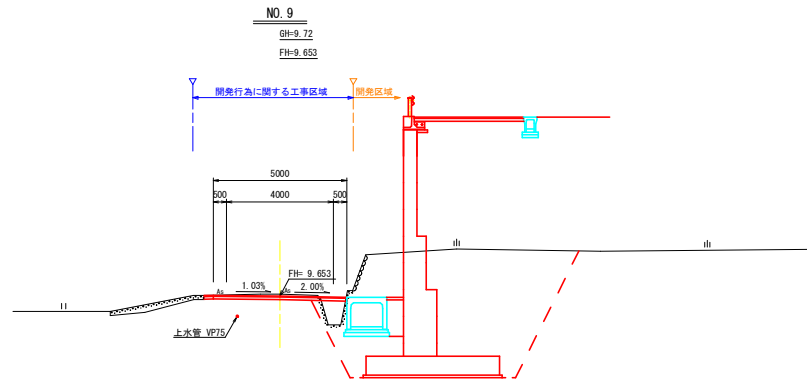 NO. 9
GH=9.72
FH=9.653
開発行為に関する工事区域
開発区域
5000
500
4000
500
FH= 9.653
As
1.03%
As
2.00%
上水管 VP75